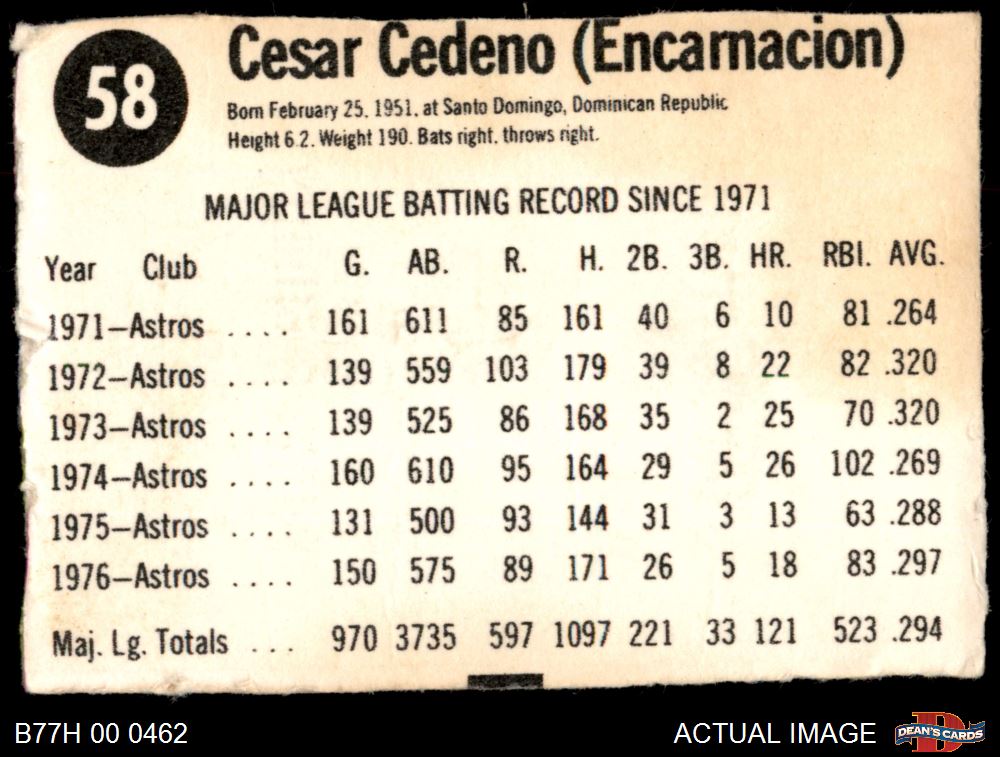 58
Cesar Cedeno (Encarnacion)
Born February 25, 1951, at Santo Domingo, Dominican Republic
Height 6.2. Weight 190. Bats right, throws right.
MAJOR LEAGUE BATTING RECORD SINCE 1971
Year Club G. AB. R. H. 2B. 3B. HR. RBI. AVG.
1971—Astros .... 161 611 85 161 40 6 10 81 .264
1972—Astros .... 139 559 103 179 39 8 22 82 .320
1973—Astros .... 139 525 86 168 35 2 25 70 .320
1974—Astros .... 160 610 95 164 29 5 26 102 .269
1975—Astros .... 131 500 93 144 31 3 13 63 .288
1976—Astros .... 150 575 89 171 26 5 18 83 .297
Maj. Lg. Totals ... 970 3735 597 1097 221 33 121 523 .294
B77H 00 0462
ACTUAL IMAGE
D
DEAN'S CARDS